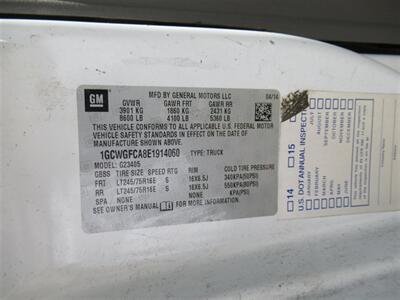 GM
MFD BY GENERAL MOTORS LLC 04/14
GVWR GAWR FRT GAWR RR
3901 KG 1860 KG 2431 KG
8600 LB 4100 LB 5360 LB
THIS VEHICLE CONFORMS TO ALL APPLICABLE U.S. FEDERAL MOTOR
VEHICLE SAFETY STANDARDS IN EFFECT ON THE DATE OF
MANUFACTURE SHOWN ABOVE.
1GCWGFCA8E1914060 TYPE: TRUCK
MODEL: G23405
GBBS TIRE SIZE SPEED RTG RIM COLD TIRE PRESSURE
FRT LT245/75R16E S 16X6.5J 340KPA(50PSI)
RR LT245/75R16E S 16X6.5J 550KPA(80PSI)
SPA NONE NONE KPA(PSI)
SEE OWNER'S MANUAL FOR MORE INFORMATION.
14
15
U.S. DOT ANNUAL INSPECT
JANUARY
FEBRUARY
MARCH
APRIL
MAY
JUNE
JULY
AUGUST
SEPTEMBER
OCTOBER
NOVEMBER
DECEMBER